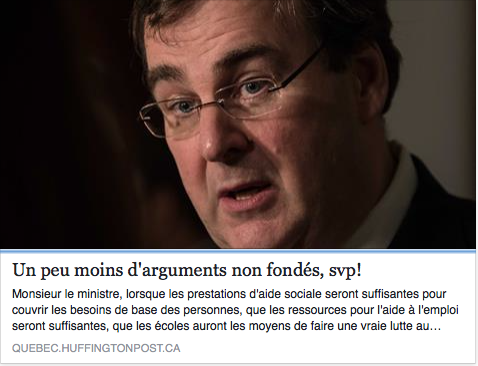 Un peu moins d'arguments non fondés, svp!
Monsieur le ministre, lorsque les prestations d'aide sociale seront suffisantes pour
couvrir les besoins de base des personnes, que les ressources pour l'aide à l'emploi
seront suffisantes, que les écoles auront les moyens de faire une vraie lutte au…
QUEBEC.HUFFINGTONPOST.CA